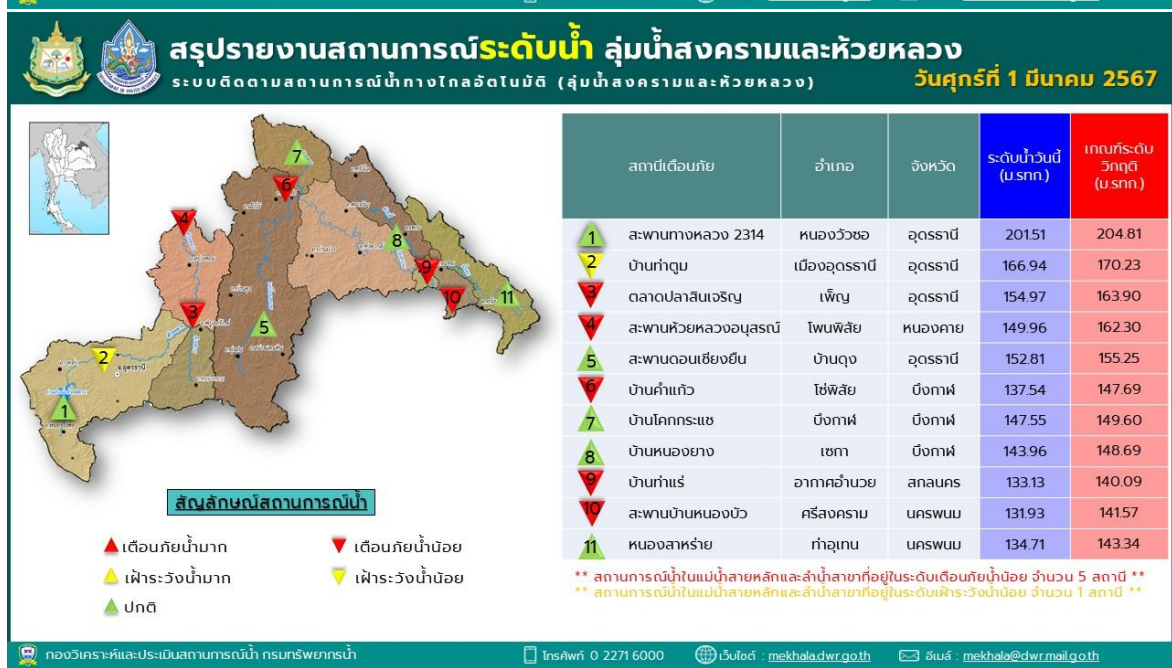 สรุปรายงานสถานการณ์ระดับน้ำ ลุ่มน้ำสงครามและห้วยหลวง
ระบบติดตามสถานการณ์น้ำทางไกลอัตโนมัติ (ลุ่มน้ำสงครามและห้วยหลวง)
วันศุกร์ที่ 1 มีนาคม 2567
7
6
4
8
9
10
11
3
5
2
อ.อุดรธานี
1
สัญลักษณ์สถานการณ์น้ำ
เตือนภัยน้ำมาก เตือนภัยน้ำน้อย
เฝ้าระวังน้ำมาก เฝ้าระวังน้ำน้อย
ปกติ
สถานีเตือนภัย อำเภอ จังหวัด ระดับน้ำวันนี้ (ม.รทก.) เกณฑ์ระดับวิกฤติ (ม.รทก.)
1 สะพานทางหลวง 2314 หนองวัวซอ อุดรธานี 201.51 204.81
2 บ้านท่าตูม เมืองอุดรธานี อุดรธานี 166.94 170.23
3 ตลาดปลาสินเจริญ เพ็ญ อุดรธานี 154.97 163.90
4 สะพานห้วยหลวงอนุสรณ์ โพนพิสัย หนองคาย 149.96 162.30
5 สะพานดอนเซียงยืน บ้านดุง อุดรธานี 152.81 155.25
6 บ้านคำแก้ว โซ่พิสัย บึงกาฬ 137.54 147.69
7 บ้านโคกกระแซ บึงกาฬ บึงกาฬ 147.55 149.60
8 บ้านหนองยาง เซกา บึงกาฬ 143.96 148.69
9 บ้านท่าแร่ อากาศอำนวย สกลนคร 133.13 140.09
10 สะพานบ้านหนองบัว ศรีสงคราม นครพนม 131.93 141.57
11 หนองสาหร่าย ท่าอุเทน นครพนม 134.71 143.34
** สถานการณ์น้ำในแม่น้ำสายหลักและลำน้ำสาขาที่อยู่ในระดับเตือนภัยน้ำน้อย จำนวน 5 สถานี **
** สถานการณ์น้ำในแม่น้ำสายหลักและลำน้ำสาขาที่อยู่ในระดับเฝ้าระวังน้ำน้อย จำนวน 1 สถานี **
กองวิเคราะห์และประเมินสถานการณ์น้ำ กรมทรัพยากรน้ำ โทรศัพท์ 0 2271 6000 เว็บไซต์ : mekhala.dwr.go.th อีเมล์ : mekhala@dwr.mail.go.th